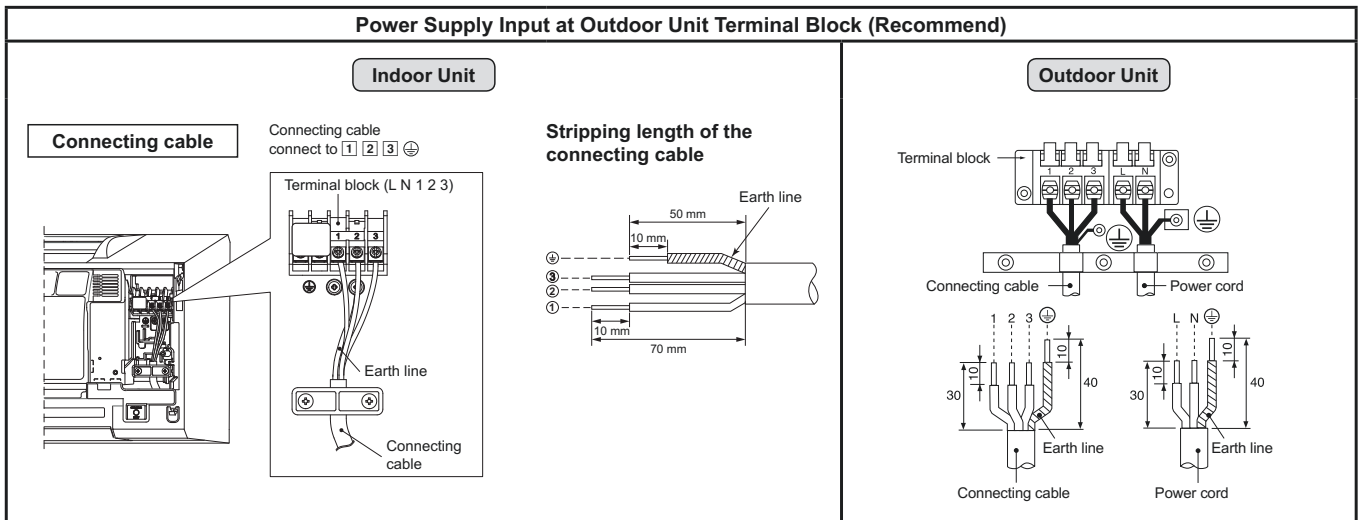 Power Supply Input at Outdoor Unit Terminal Block (Recommend)
Indoor Unit
Connecting cable
Connecting cable
connect to 1 2 3 ⏚
Terminal block (L N 1 2 3)
1 2 3
Earth line
Connecting
cable
Stripping length of the
connecting cable
Earth line
50 mm
10 mm
③
②
①
10 mm
70 mm
Outdoor Unit
Terminal block
1 2 3 L N
Connecting cable
Power cord
1 2 3
10
30
10
40
Earth line
Connecting cable
L N
10
30
10
40
Earth line
Power cord